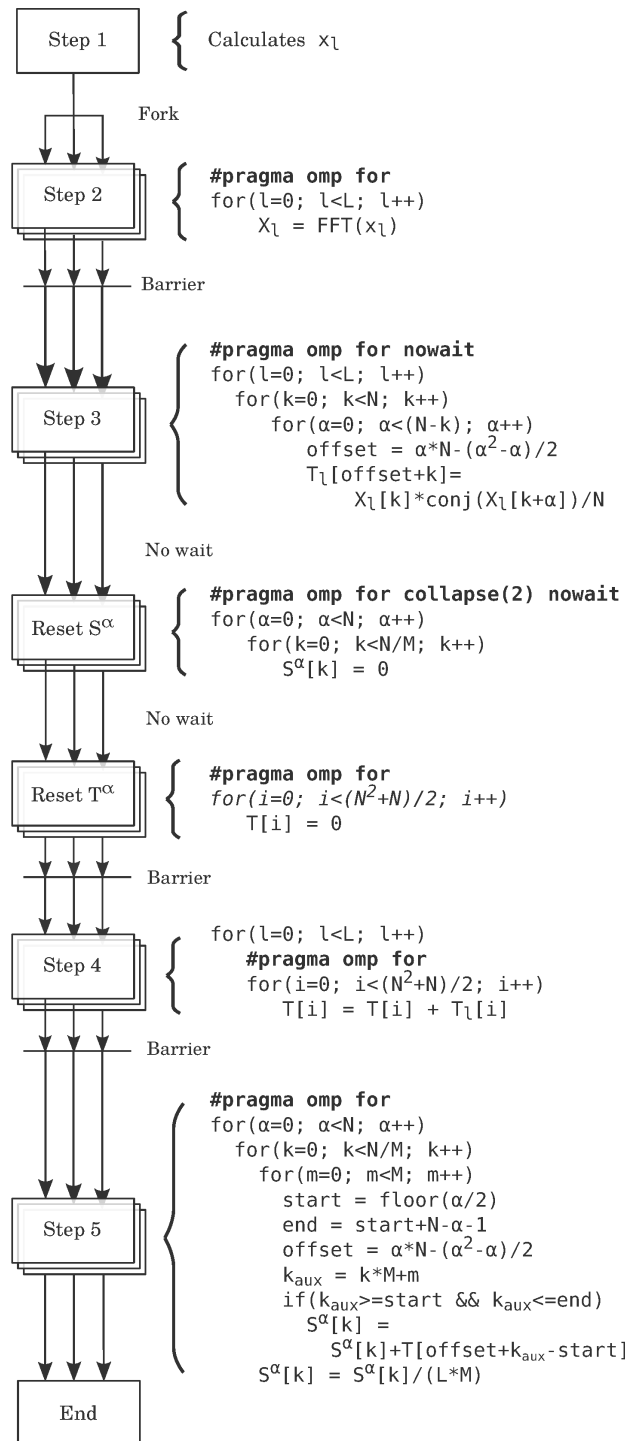 Step 1
Calculates xₗ
Fork
Step 2
#pragma omp for
for(l=0; l<L; l++)
Xₗ = FFT(xₗ)
Barrier
Step 3
#pragma omp for nowait
for(l=0; l<L; l++)
for(k=0; k<N; k++)
for(α=0; α<(N-k); α++)
offset = α*N-(α²-α)/2
Tₗ[offset+k]=
Xₗ[k]*conj(Xₗ[k+α])/N
No wait
Reset Sᵅ
#pragma omp for collapse(2) nowait
for(α=0; α<N; α++)
for(k=0; k<N/M; k++)
Sᵅ[k] = 0
No wait
Reset Tᵅ
#pragma omp for
for(i=0; i<(N²+N)/2; i++)
T[i] = 0
Barrier
Step 4
for(l=0; l<L; l++)
#pragma omp for
for(i=0; i<(N²+N)/2; i++)
T[i] = T[i] + Tₗ[i]
Barrier
Step 5
#pragma omp for
for(α=0; α<N; α++)
for(k=0; k<N/M; k++)
for(m=0; m<M; m++)
start = floor(α/2)
end = start+N-α-1
offset = α*N-(α²-α)/2
kₐᵤₓ = k*M+m
if(kₐᵤₓ>=start && kₐᵤₓ<=end)
Sᵅ[k] =
Sᵅ[k]+T[offset+kₐᵤₓ-start]
Sᵅ[k] = Sᵅ[k]/(L*M)
End